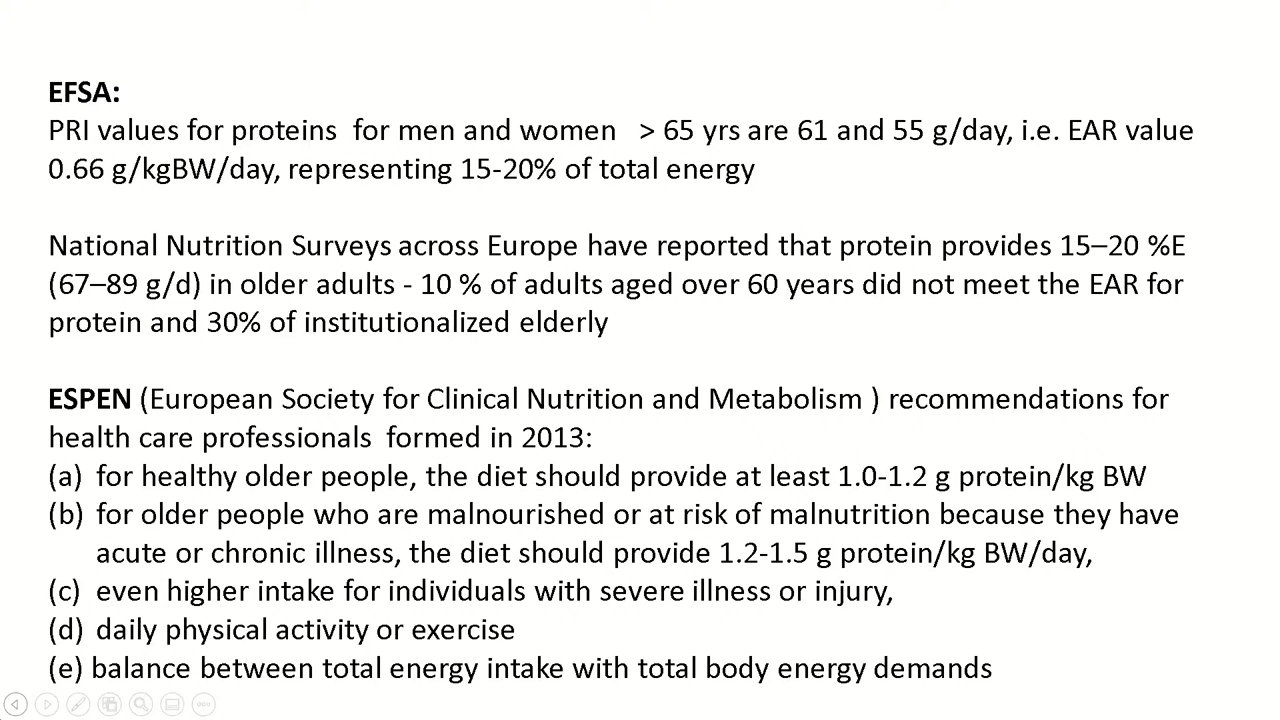 EFSA:
PRI values for proteins for men and women > 65 yrs are 61 and 55 g/day, i.e. EAR value
0.66 g/kgBW/day, representing 15-20% of total energy
National Nutrition Surveys across Europe have reported that protein provides 15–20 %E
(67–89 g/d) in older adults - 10 % of adults aged over 60 years did not meet the EAR for
protein and 30% of institutionalized elderly
ESPEN (European Society for Clinical Nutrition and Metabolism ) recommendations for
health care professionals formed in 2013:
(a) for healthy older people, the diet should provide at least 1.0-1.2 g protein/kg BW
(b) for older people who are malnourished or at risk of malnutrition because they have
acute or chronic illness, the diet should provide 1.2-1.5 g protein/kg BW/day,
(c) even higher intake for individuals with severe illness or injury,
(d) daily physical activity or exercise
(e) balance between total energy intake with total body energy demands